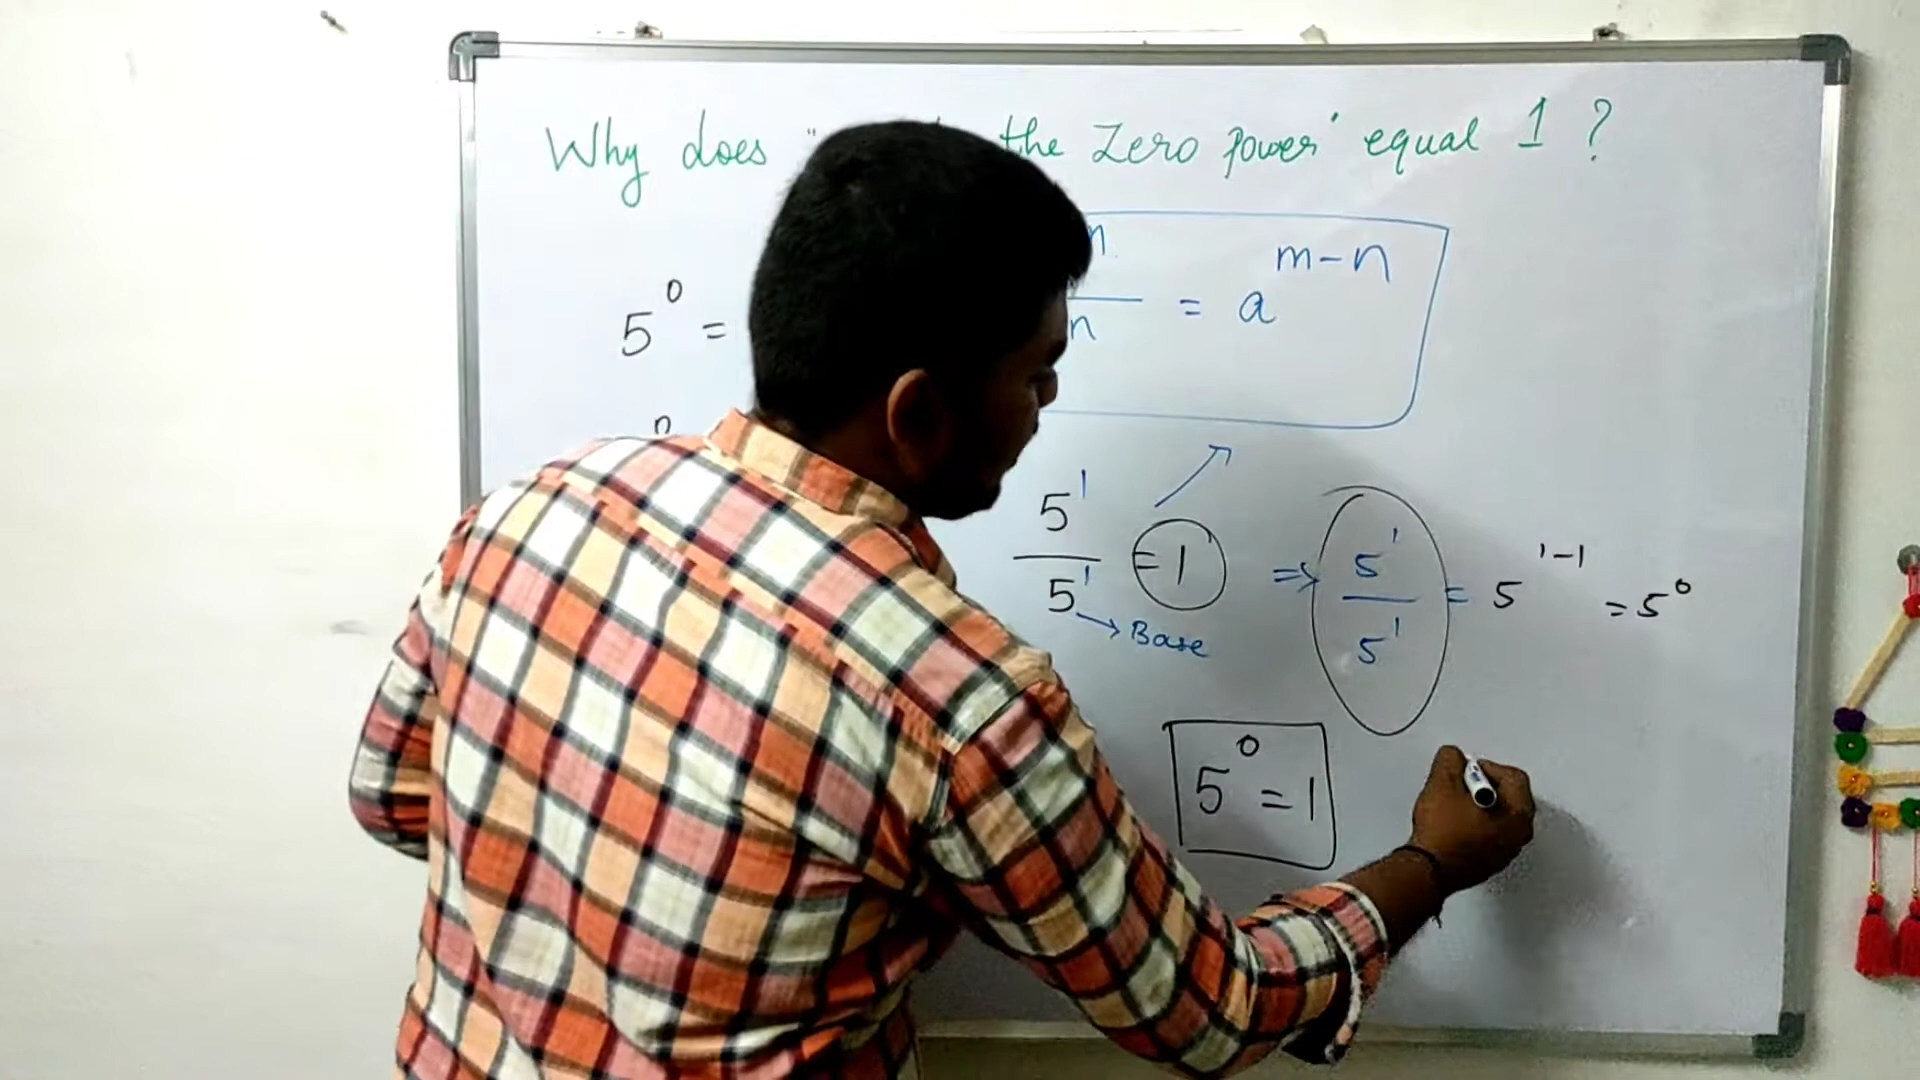 Why does " the Zero power" equal 1 ?
5⁰ =
n
— = a^(m-n)
n
n
5¹/5¹ = 1 => 5¹/5¹ = 5^(1-1) = 5⁰
Base
5⁰ = 1